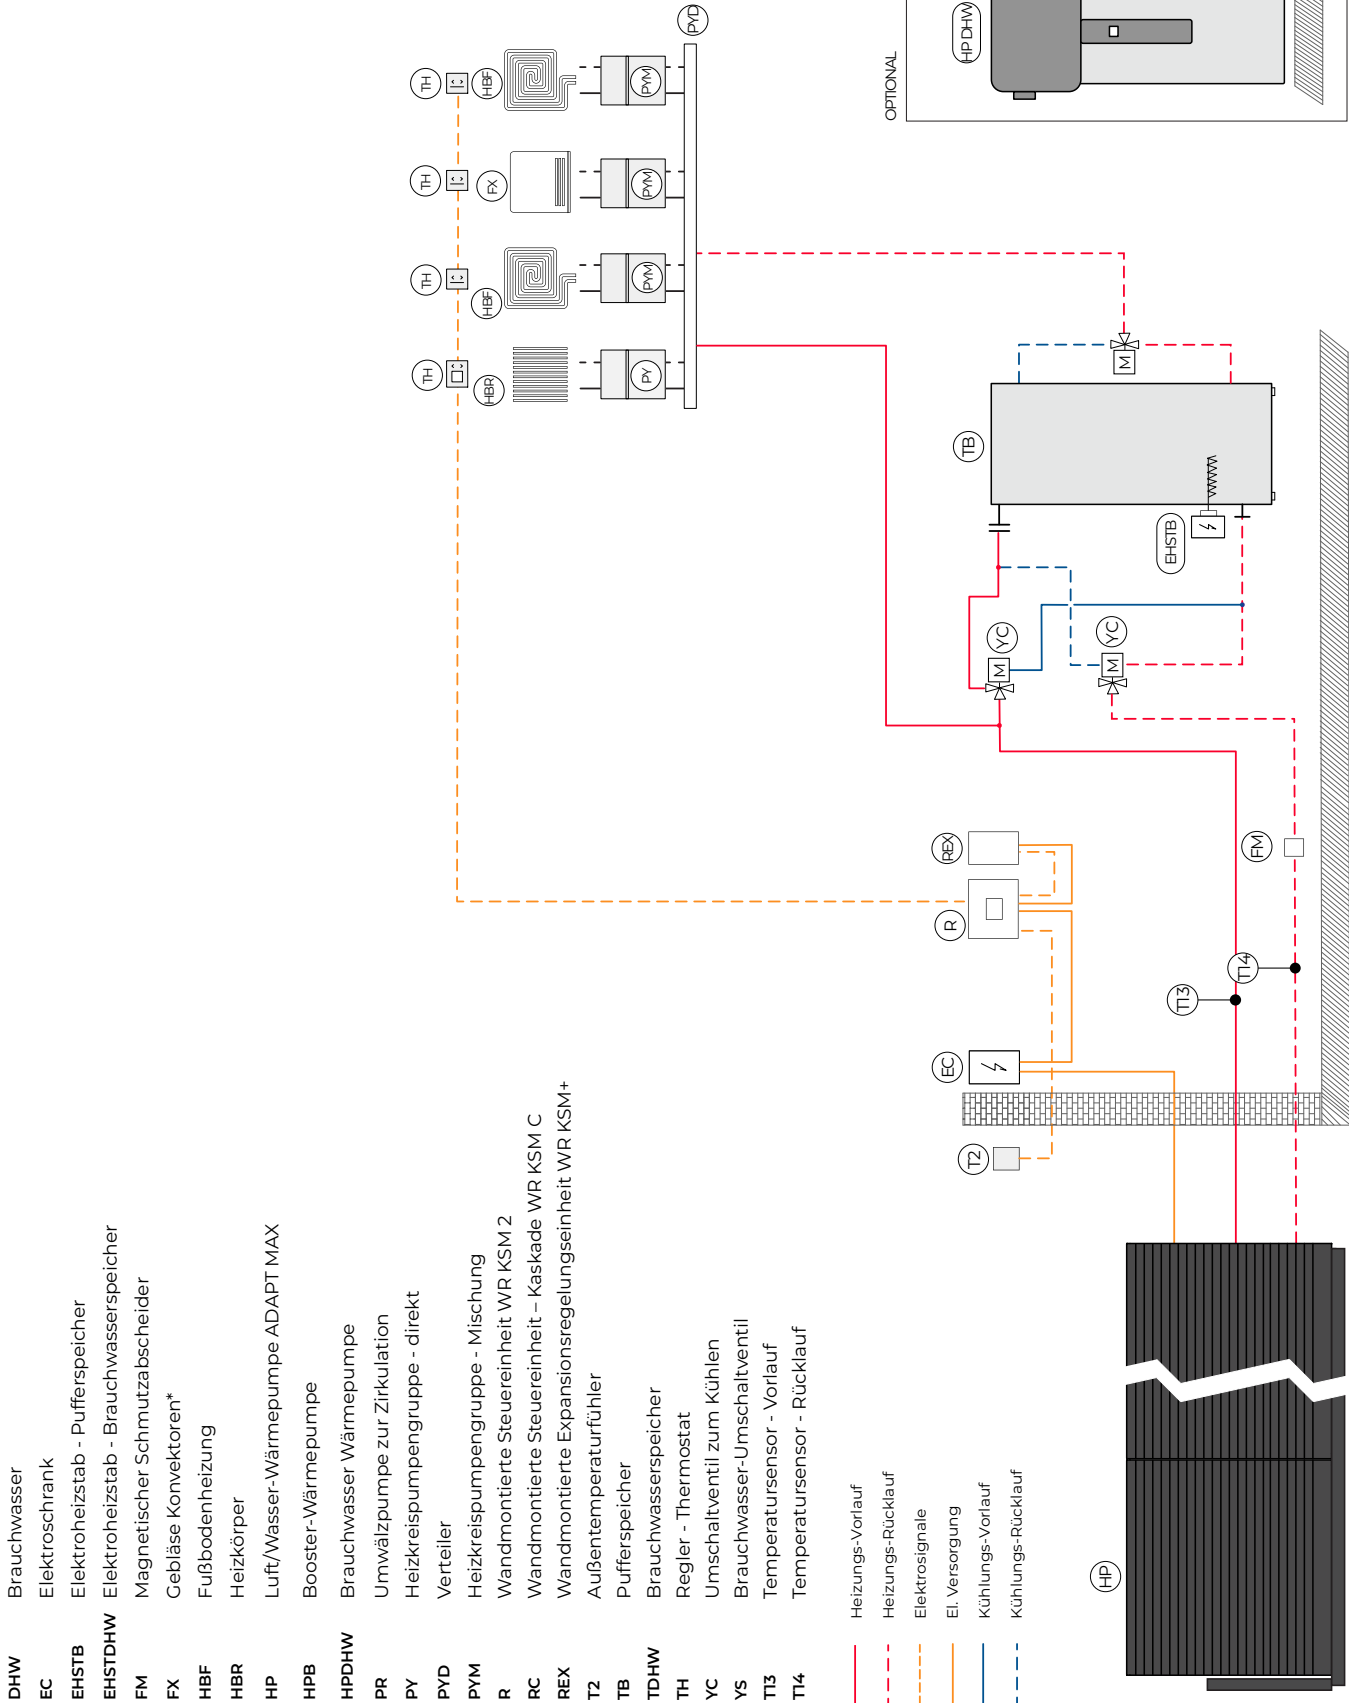 DHW Brauchwasser
EC Elektroschrank
EHSTB Elektroheizstab - Pufferspeicher
EHSTDHW Elektroheizstab - Brauchwasserspeicher
FM Magnetischer Schmutzabscheider
FX Gebläse Konvektoren*
HBF Fußbodenheizung
HBR Heizkörper
HP Luft/Wasser-Wärmepumpe ADAPT MAX
HPB Booster-Wärmepumpe
HPDHW Brauchwasser Wärmepumpe
PR Umwälzpumpe zur Zirkulation
PY Heizkreispumpengruppe - direkt
PYD Verteiler
PYM Heizkreispumpengruppe - Mischung
R Wandmontierte Steuereinheit WR KSM 2
RC Wandmontierte Steuereinheit – Kaskade WR KSM C
REX Wandmontierte Expansionsregelungseinheit WR KSM+
T2 Außentemperaturfühler
TB Pufferspeicher
TDHW Brauchwasserspeicher
TH Regler - Thermostat
YC Umschaltventil zum Kühlen
YS Brauchwasser-Umschaltventil
T13 Temperatursensor - Vorlauf
T14 Temperatursensor - Rücklauf
Heizungs-Vorlauf
Heizungs-Rücklauf
Elektrosignale
El. Versorgung
Kühlungs-Vorlauf
Kühlungs-Rücklauf
TH
TH
TH
TH
HBR
HBF
FX
HBF
PY
PYM
PYM
PYM
PYD
OPTIONAL
HP DHW
HP
T2
EC
R
REX
T13
T14
FM
YC
M
YC
M
TB
EHSTB
M